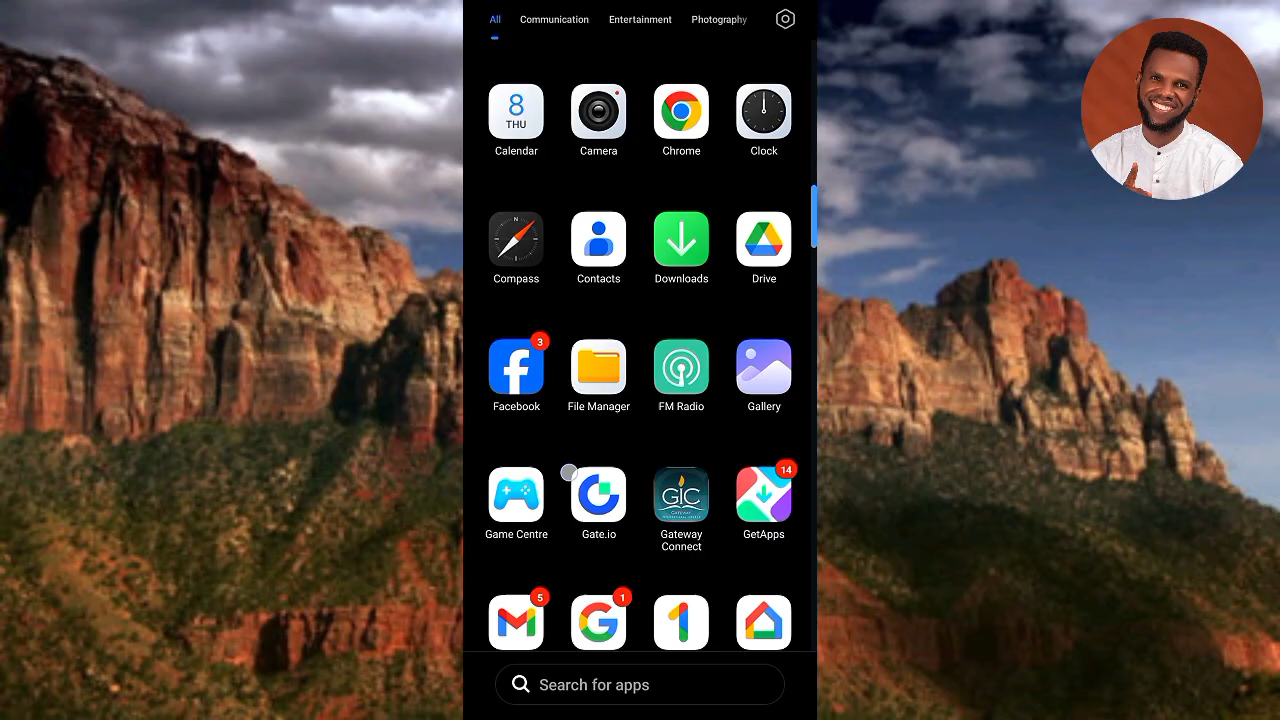 All Communication Entertainment Photography
8
THU
Calendar Camera Chrome Clock
N
Compass Contacts Downloads Drive
3
Facebook File Manager FM Radio Gallery
14
GIC
GATEWAY
Game Centre Gate.io Gateway Connect GetApps
5 1
Search for apps